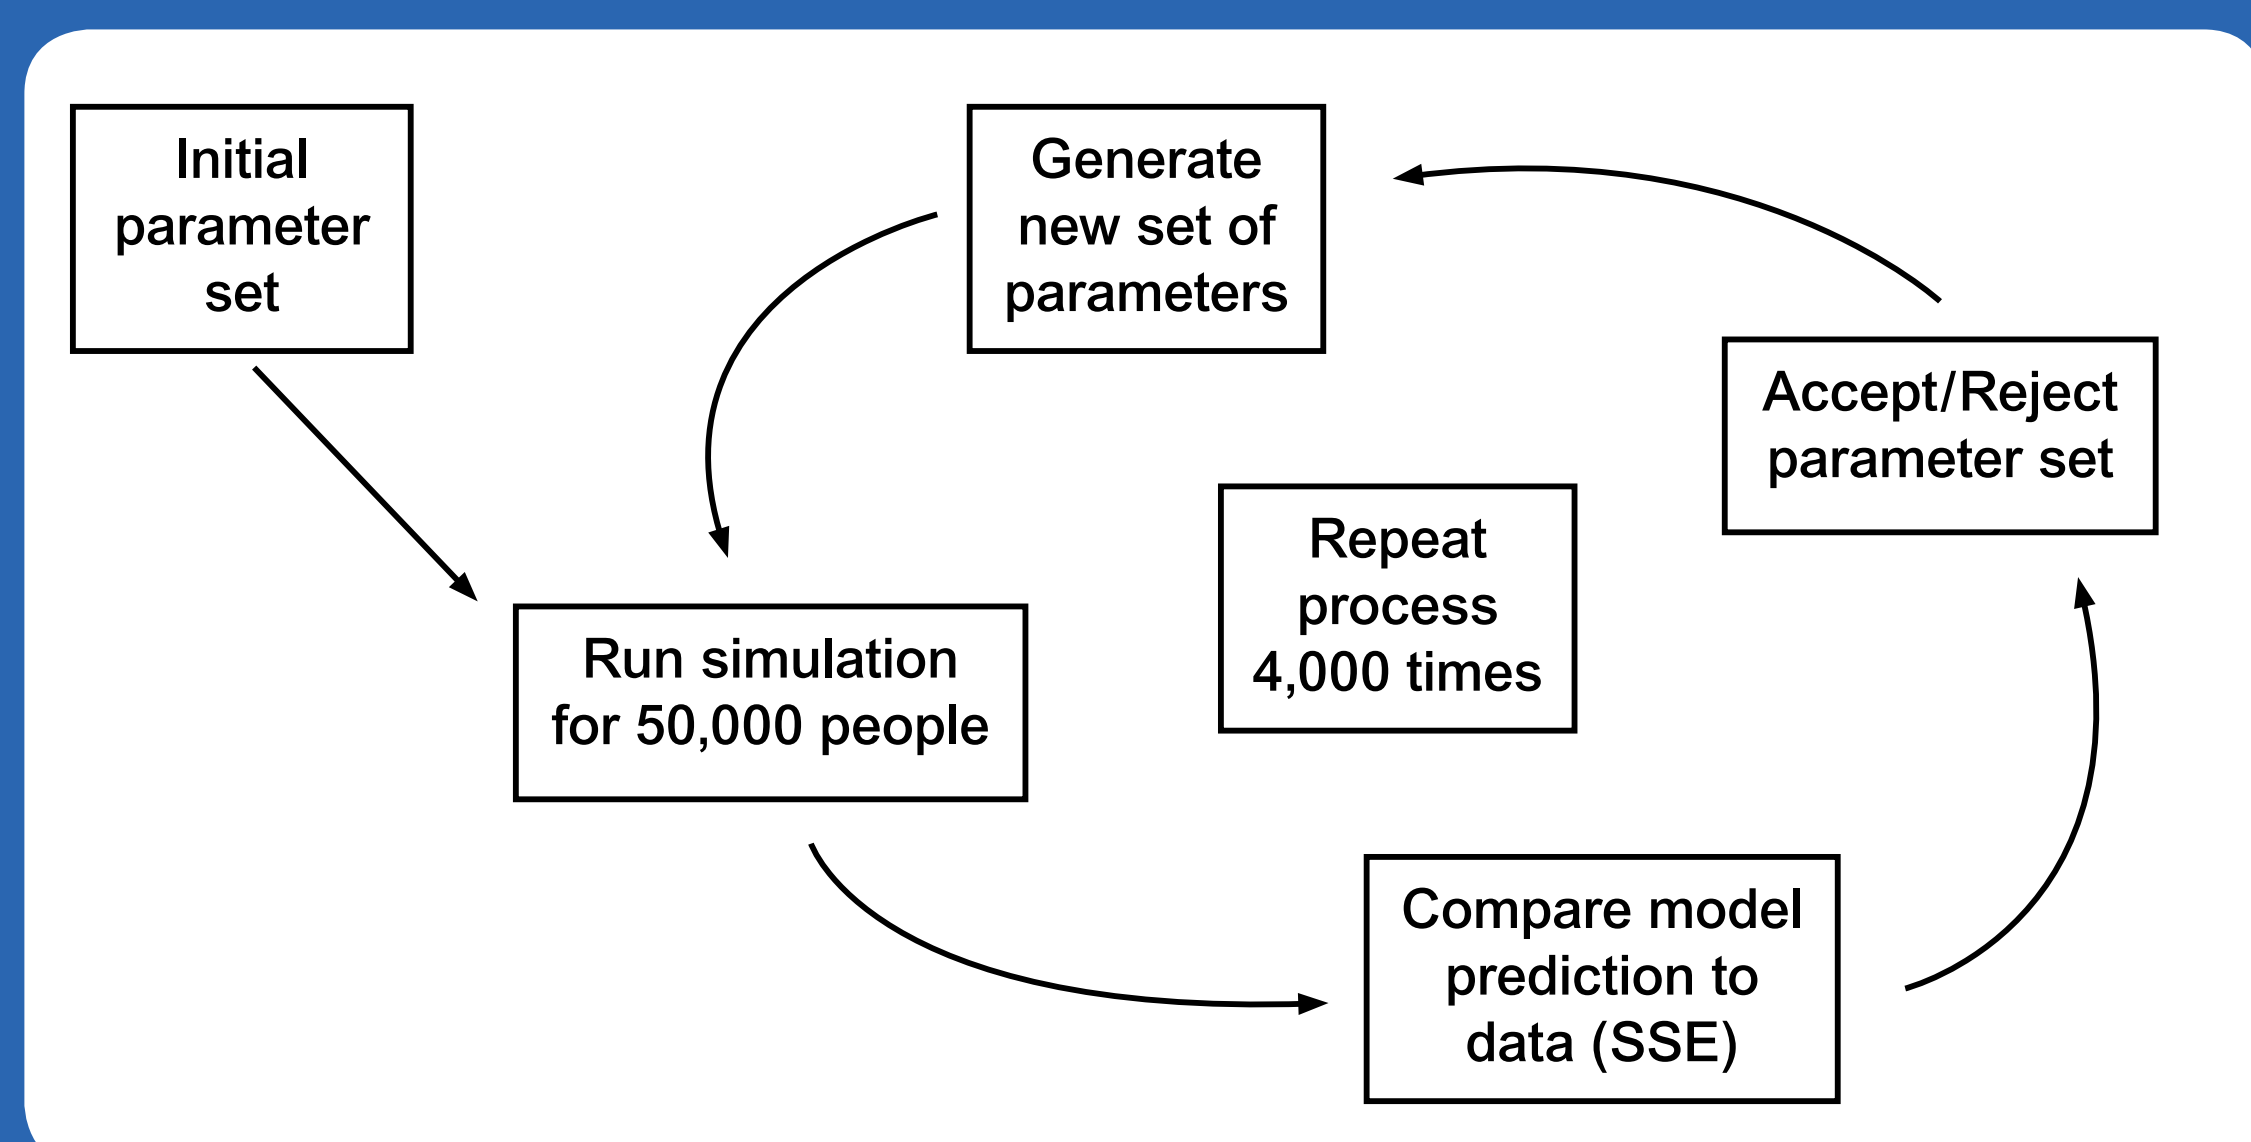 Initial
parameter
set
Generate
new set of
parameters
Accept/Reject
parameter set
Repeat
process
4,000 times
Run simulation
for 50,000 people
Compare model
prediction to
data (SSE)